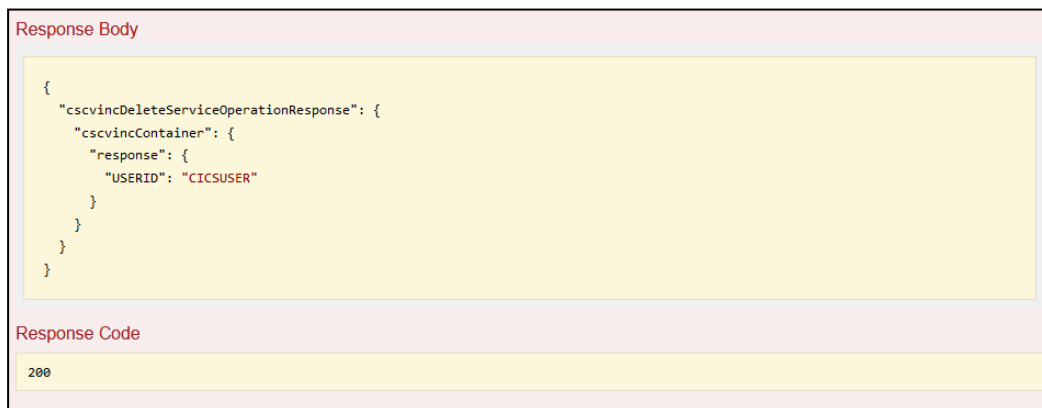 Response Body
{
  "cscvincDeleteServiceOperationResponse": {
    "cscvincContainer": {
      "response": {
        "USERID": "CICSUSER"
      }
    }
  }
}
Response Code
200